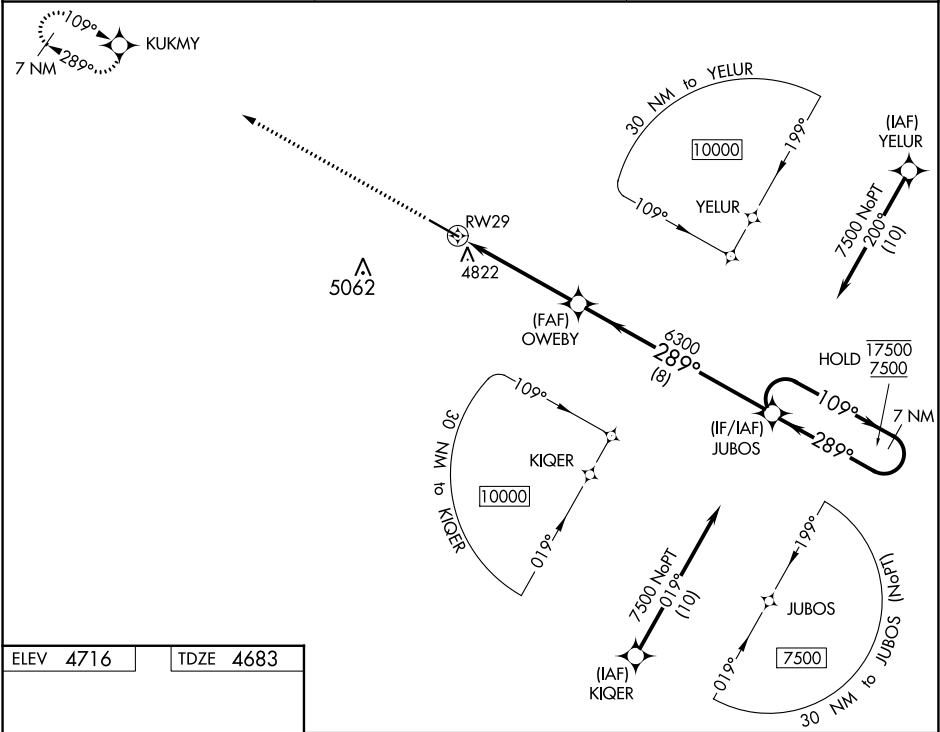 109°
289°
7 NM
KUKMY
30 NM to YELUR
10000
199°
109°
YELUR
(IAF)
YELUR
7500 NoPT
200°
(10)
RW29
4822
5062
(FAF)
OWEBY
6300
289°
(8)
HOLD 17500
7500
109°
289°
7 NM
(IF/IAF)
JUBOS
109°
30 NM to KIQER
10000
KIQER
019°
7500 NoPT
019°
(10)
(IAF)
KIQER
199°
JUBOS
019°
7500
30 NM to JUBOS (NoPT)
ELEV 4716
TDZE 4683